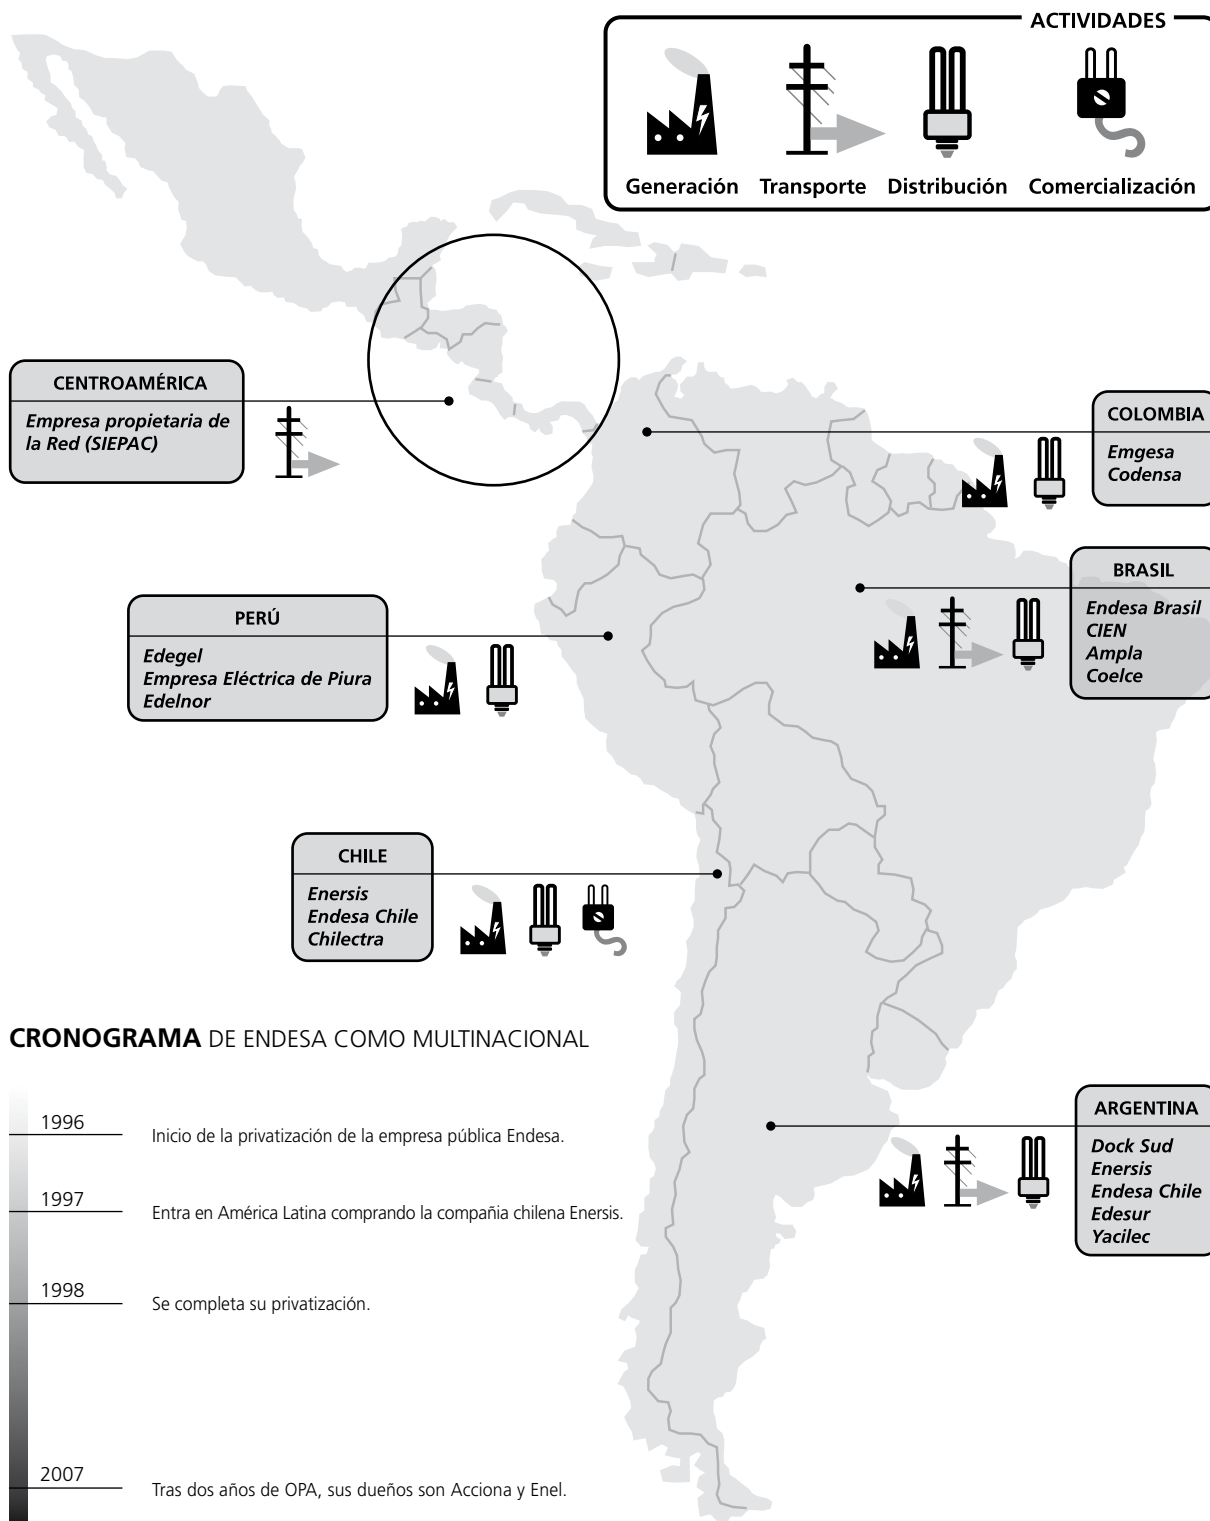 ACTIVIDADES
Generación
Transporte
Distribución
Comercialización
CENTROAMÉRICA
Empresa propietaria de
la Red (SIEPAC)
COLOMBIA
Emgesa
Codensa
BRASIL
Endesa Brasil
CIEN
Ampla
Coelce
PERÚ
Edegel
Empresa Eléctrica de Piura
Edelnor
CHILE
Enersis
Endesa Chile
Chilectra
CRONOGRAMA DE ENDESA COMO MULTINACIONAL
1996
Inicio de la privatización de la empresa pública Endesa.
1997
Entra en América Latina comprando la compañia chilena Enersis.
1998
Se completa su privatización.
2007
Tras dos años de OPA, sus dueños son Acciona y Enel.
ARGENTINA
Dock Sud
Enersis
Endesa Chile
Edesur
Yacilec